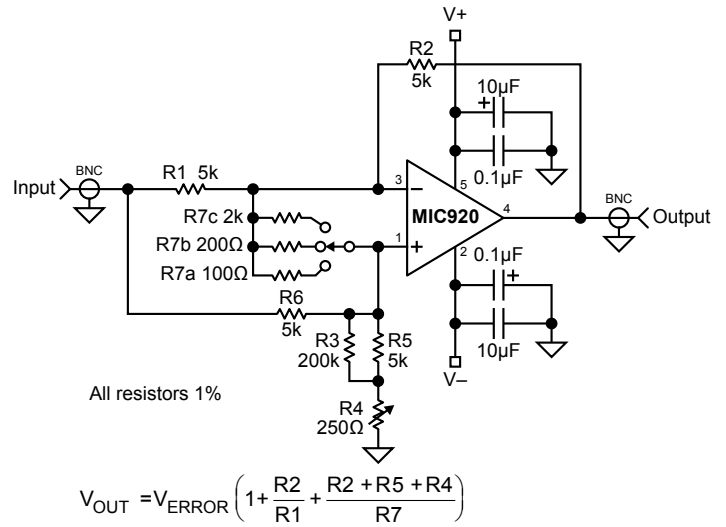 V+
R2
5k
10µF
+
0.1µF
BNC
Input
R1 5k
3
−
5
MIC920
4
BNC
Output
R7c 2k
R7b 200Ω
R7a 100Ω
1
+
2
0.1µF
+
10µF
V–
R6
5k
R3
200k
R5
5k
R4
250Ω
All resistors 1%
V_OUT = V_ERROR (1 + R2/R1 + (R2 + R5 + R4)/R7)